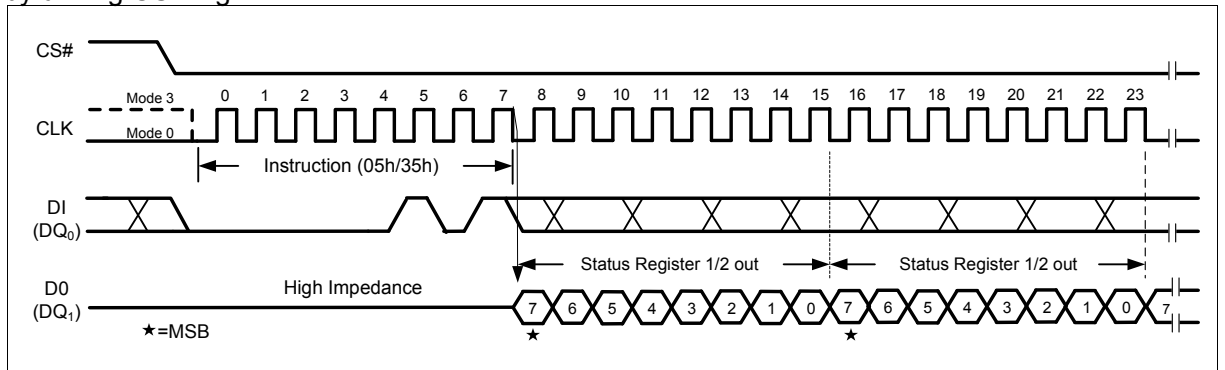 CS#
Mode 3
0 1 2 3 4 5 6 7 8 9 10 11 12 13 14 15 16 17 18 19 20 21 22 23
CLK
Mode 0
Instruction (05h/35h)
DI
(DQ0)
Status Register 1/2 out Status Register 1/2 out
D0
(DQ1)
High Impedance
7 6 5 4 3 2 1 0 7 6 5 4 3 2 1 0 7
★=MSB ★ ★